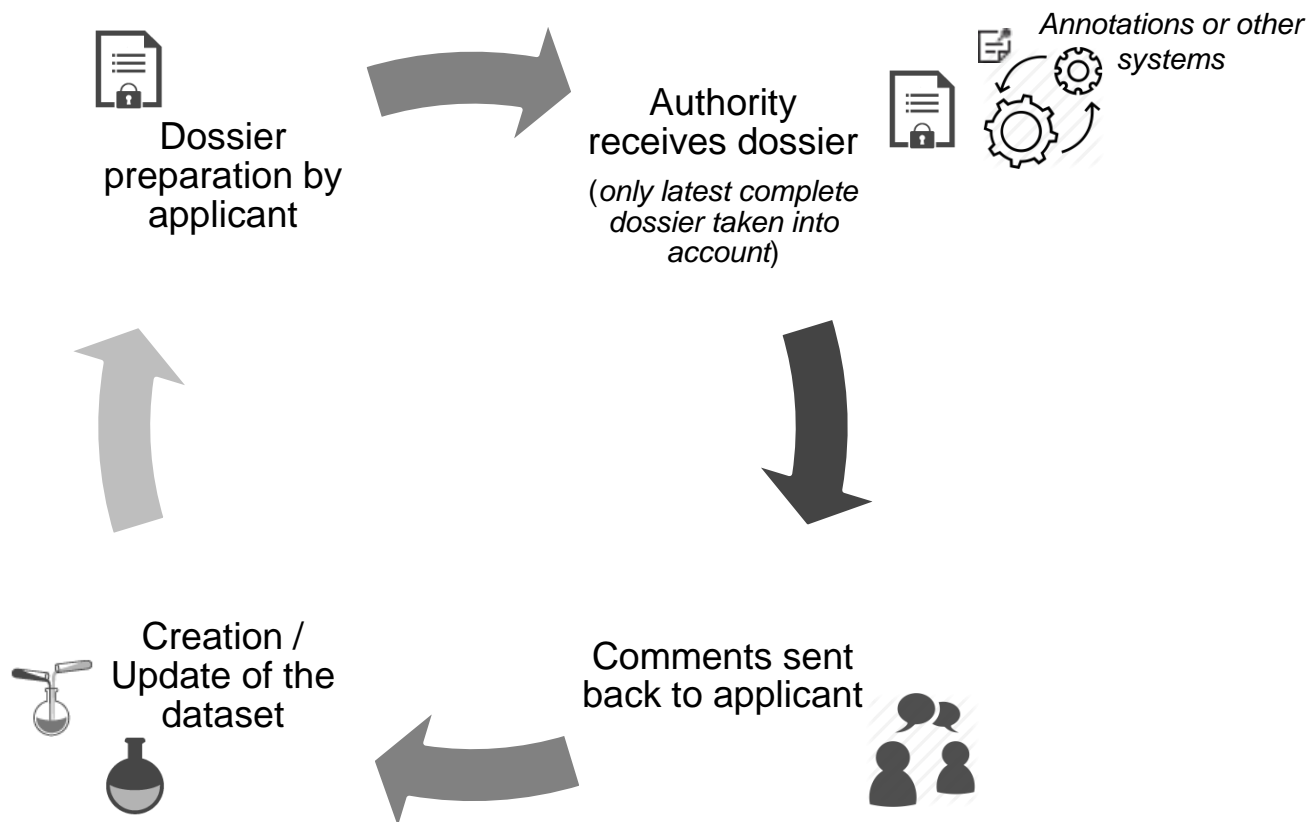 Dossier
preparation by
applicant
Authority
receives dossier
(only latest complete
dossier taken into
account)
Annotations or other
systems
Comments sent
back to applicant
Creation /
Update of the
dataset